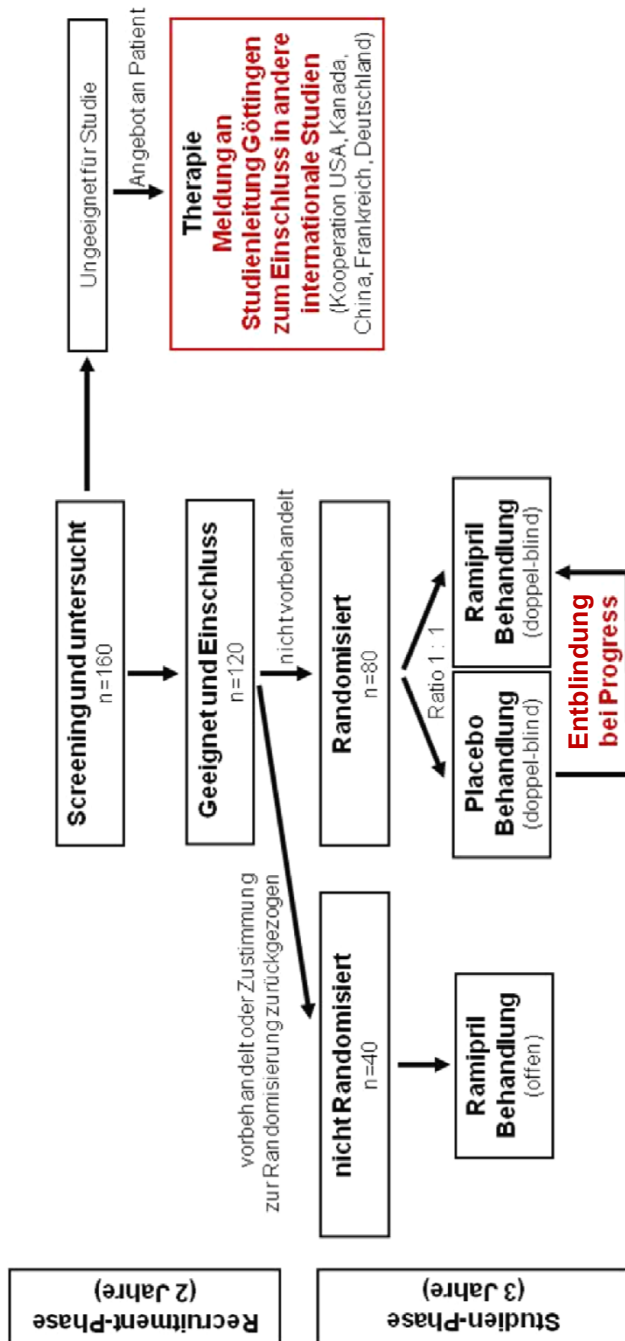 Recruitment-Phase
(2 Jahre)
Screening und untersucht
n=160
Ungeeignet für Studie
Geeignet und Einschluss
n=120
Angebot an Patient
Therapie
Meldung an
Studienleitung Göttingen
zum Einschluss in andere
internationale Studien
(Kooperation USA, Kanada,
China, Frankreich, Deutschland)
vorbehandelt oder Zustimmung
zur Randomisierung zurückgezogen
nicht vorbehandelt
Studien-Phase
(3 Jahre)
nicht Randomisiert
n=40
Randomisiert
n=80
Ratio 1 : 1
Ramipril
Behandlung
(offen)
Placebo
Behandlung
(doppel-blind)
Ramipril
Behandlung
(doppel-blind)
Entblindung
bei Progress